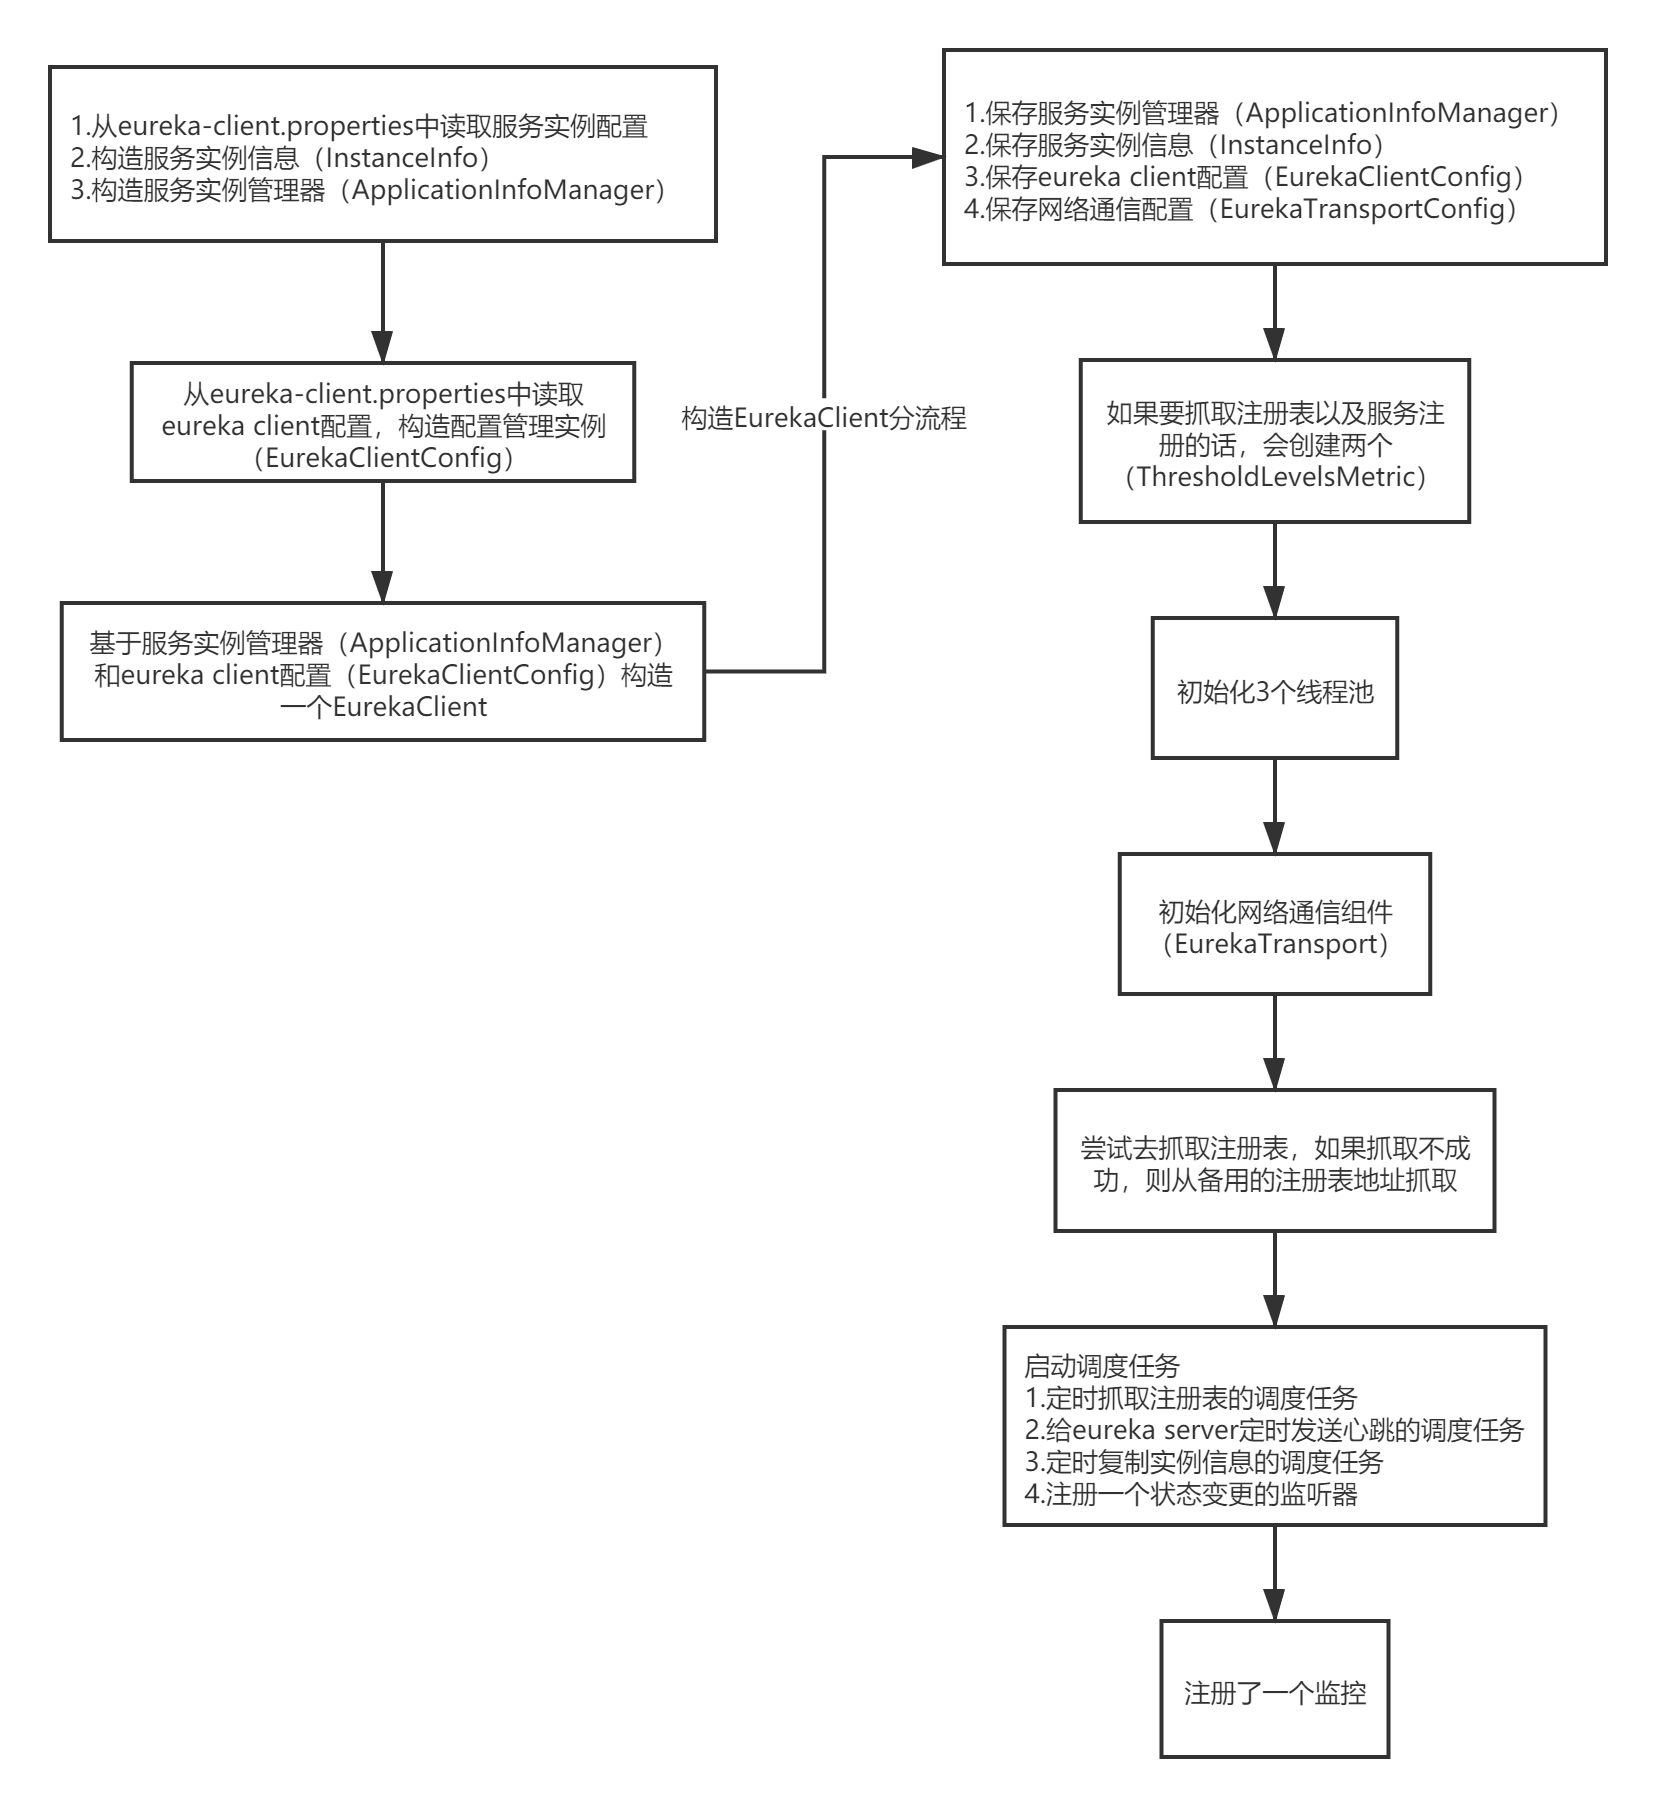 1.从eureka-client.properties中读取服务实例配置
2.构造服务实例信息（InstanceInfo）
3.构造服务实例管理器（ApplicationInfoManager）
从eureka-client.properties中读取
eureka client配置，构造配置管理实例
（EurekaClientConfig）
基于服务实例管理器（ApplicationInfoManager）
和eureka client配置（EurekaClientConfig）构造
一个EurekaClient
构造EurekaClient分流程
1.保存服务实例管理器（ApplicationInfoManager）
2.保存服务实例信息（InstanceInfo）
3.保存eureka client配置（EurekaClientConfig）
4.保存网络通信配置（EurekaTransportConfig）
如果要抓取注册表以及服务注
册的话，会创建两个
（ThresholdLevelsMetric）
初始化3个线程池
初始化网络通信组件
（EurekaTransport）
尝试去抓取注册表，如果抓取不成
功，则从备用的注册表地址抓取
启动调度任务
1.定时抓取注册表的调度任务
2.给eureka server定时发送心跳的调度任务
3.定时复制实例信息的调度任务
4.注册一个状态变更的监听器
注册了一个监控